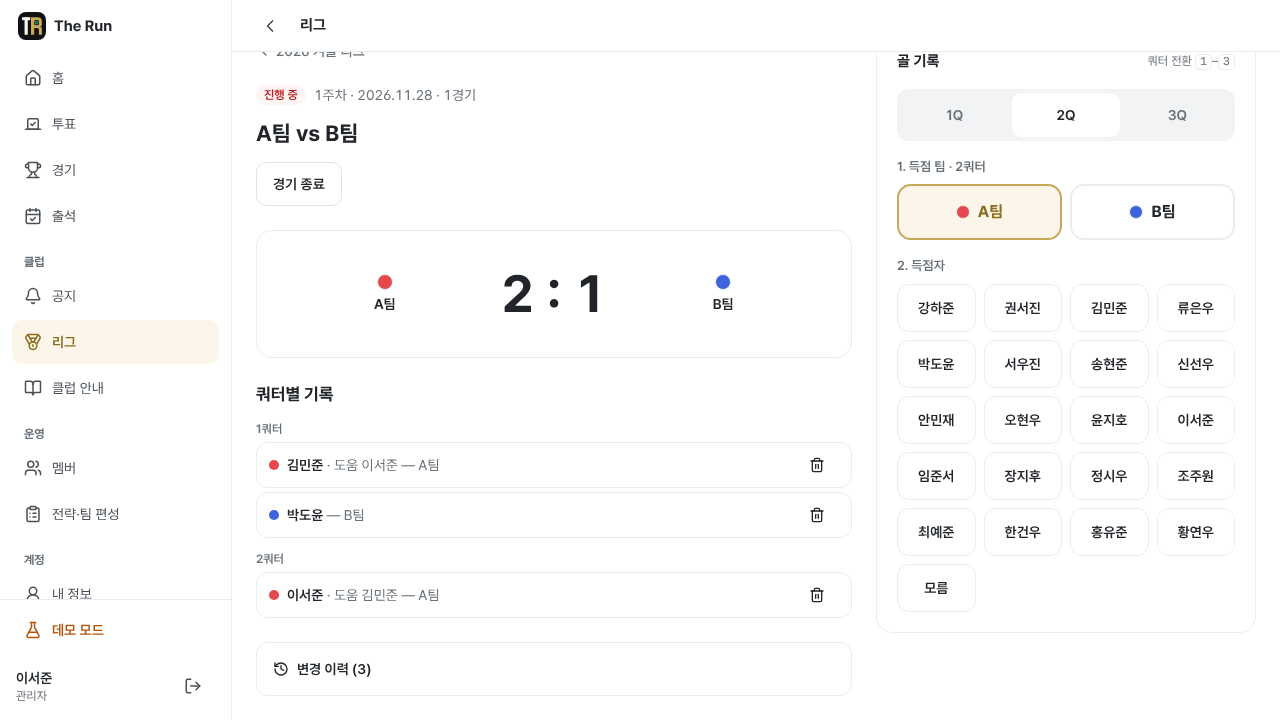 TR The Run
홈
투표
경기
출석
클럽
공지
리그
클럽 안내
운영
멤버
전략·팀 편성
계정
내 정보
데모 모드
이서준
관리자
리그
2026 겨울 리그
진행 중 1주차 · 2026.11.28 · 1경기
A팀 vs B팀
경기 종료
A팀 2 : 1 B팀
쿼터별 기록
1쿼터
김민준 · 도움 이서준 — A팀
박도윤 — B팀
2쿼터
이서준 · 도움 김민준 — A팀
변경 이력 (3)
골 기록 쿼터 전환 1 – 3
1Q 2Q 3Q
1. 득점 팀 · 2쿼터
A팀 B팀
2. 득점자
강하준 권서진 김민준 류은우
박도윤 서우진 송현준 신선우
안민재 오현우 윤지호 이서준
임준서 장지후 정시우 조주원
최예준 한건우 홍유준 황연우
모름